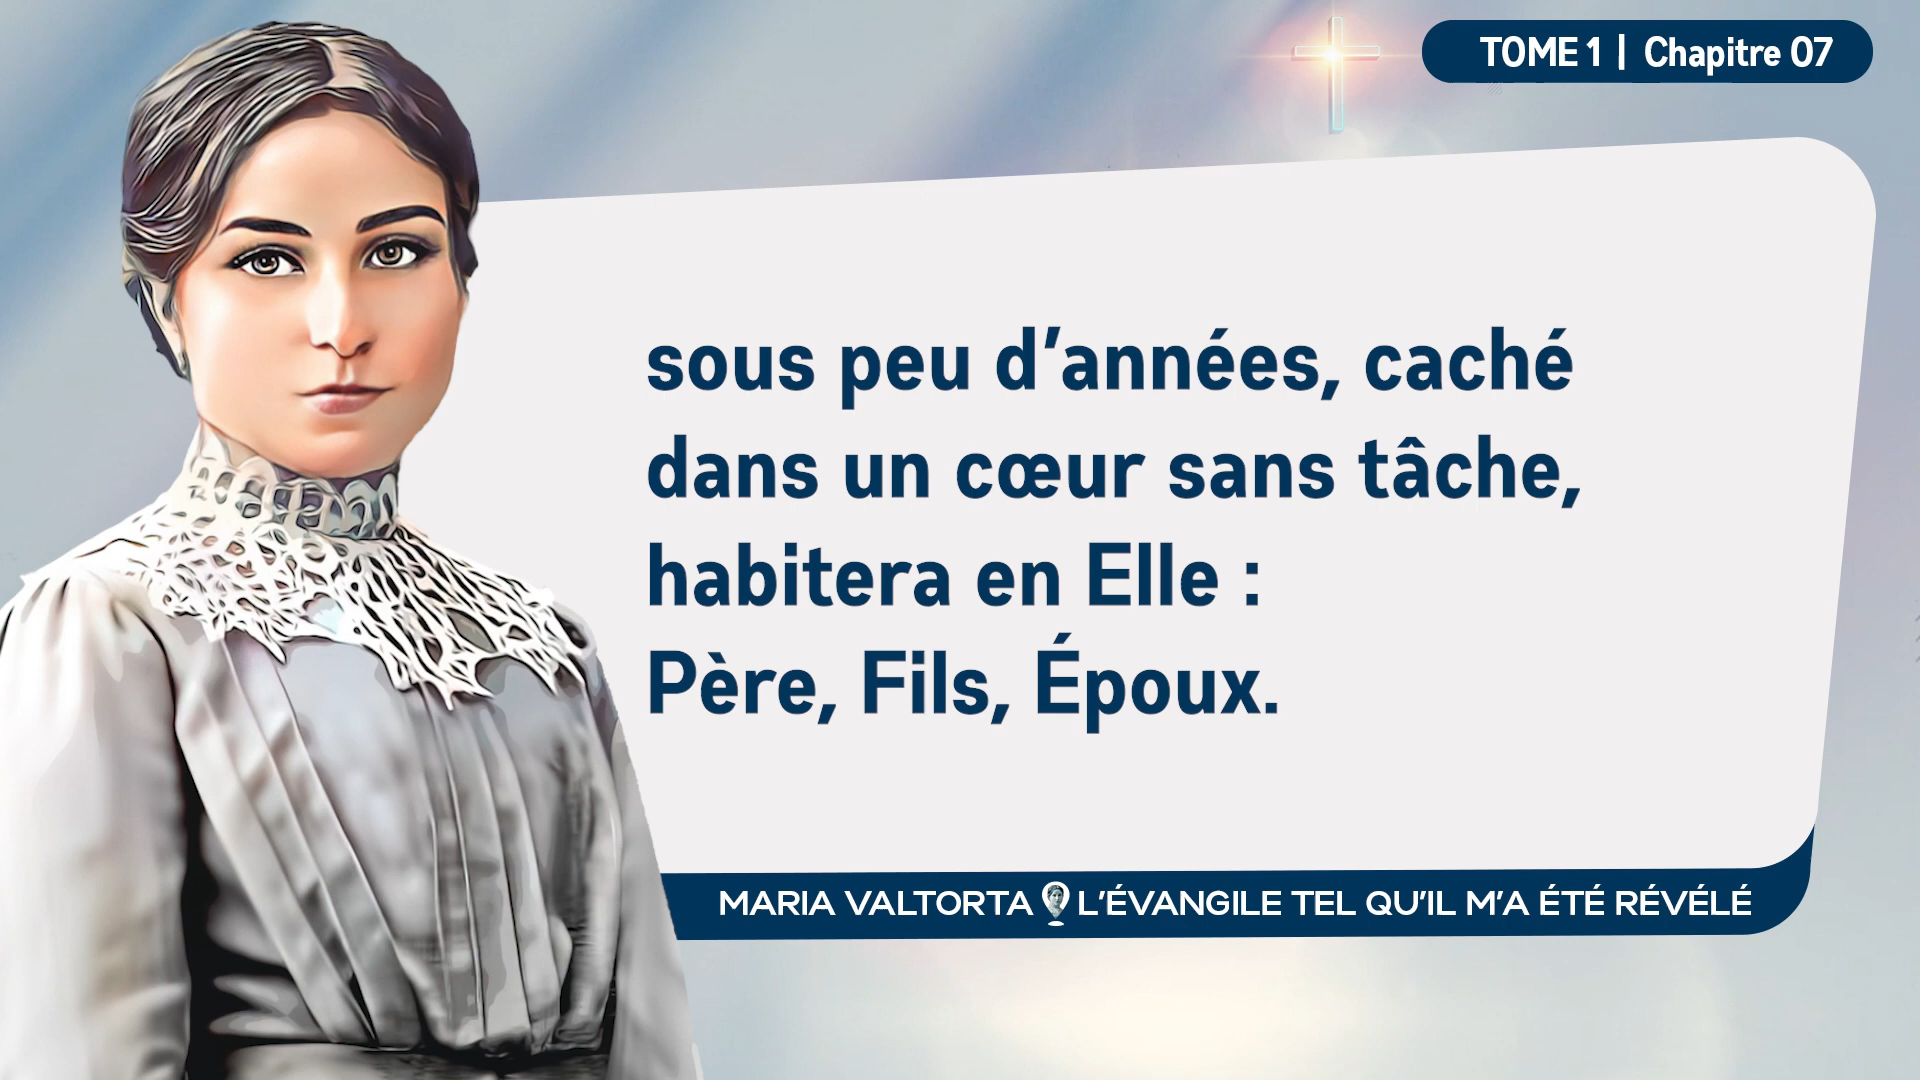 TOME 1 | Chapitre 07
sous peu d’années, caché
dans un cœur sans tâche,
habitera en Elle :
Père, Fils, Époux.
MARIA VALTORTA L’ÉVANGILE TEL QU’IL M’A ÉTÉ RÉVÉLÉ